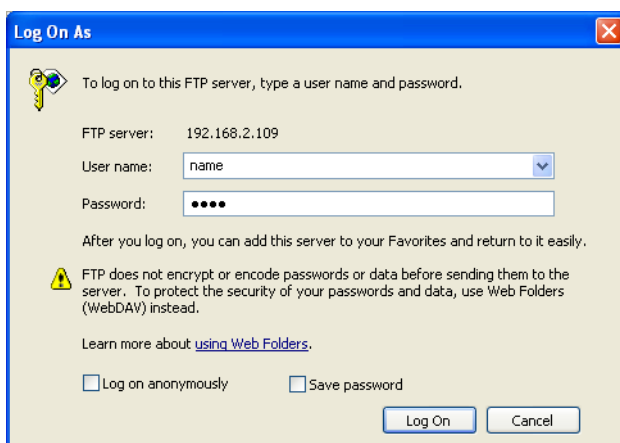 Log On As
To log on to this FTP server, type a user name and password.
FTP server: 192.168.2.109
User name: name
Password: ●●●●
After you log on, you can add this server to your Favorites and return to it easily.
FTP does not encrypt or encode passwords or data before sending them to the
server. To protect the security of your passwords and data, use Web Folders
(WebDAV) instead.
Learn more about using Web Folders.
Log on anonymously Save password
Log On Cancel